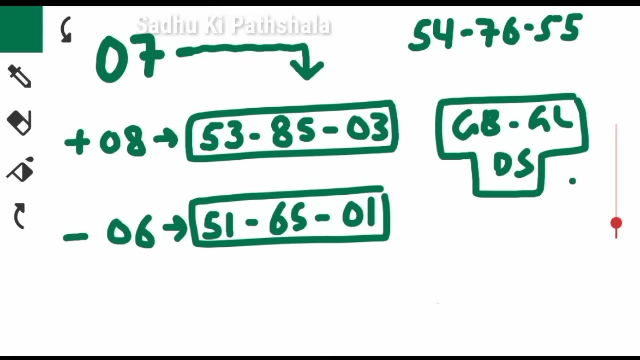 Sadhu Ki Pathshala
07
54-76-55
+08→ 53-85-03
GB-GL
DS
- 06→ 51-65-01